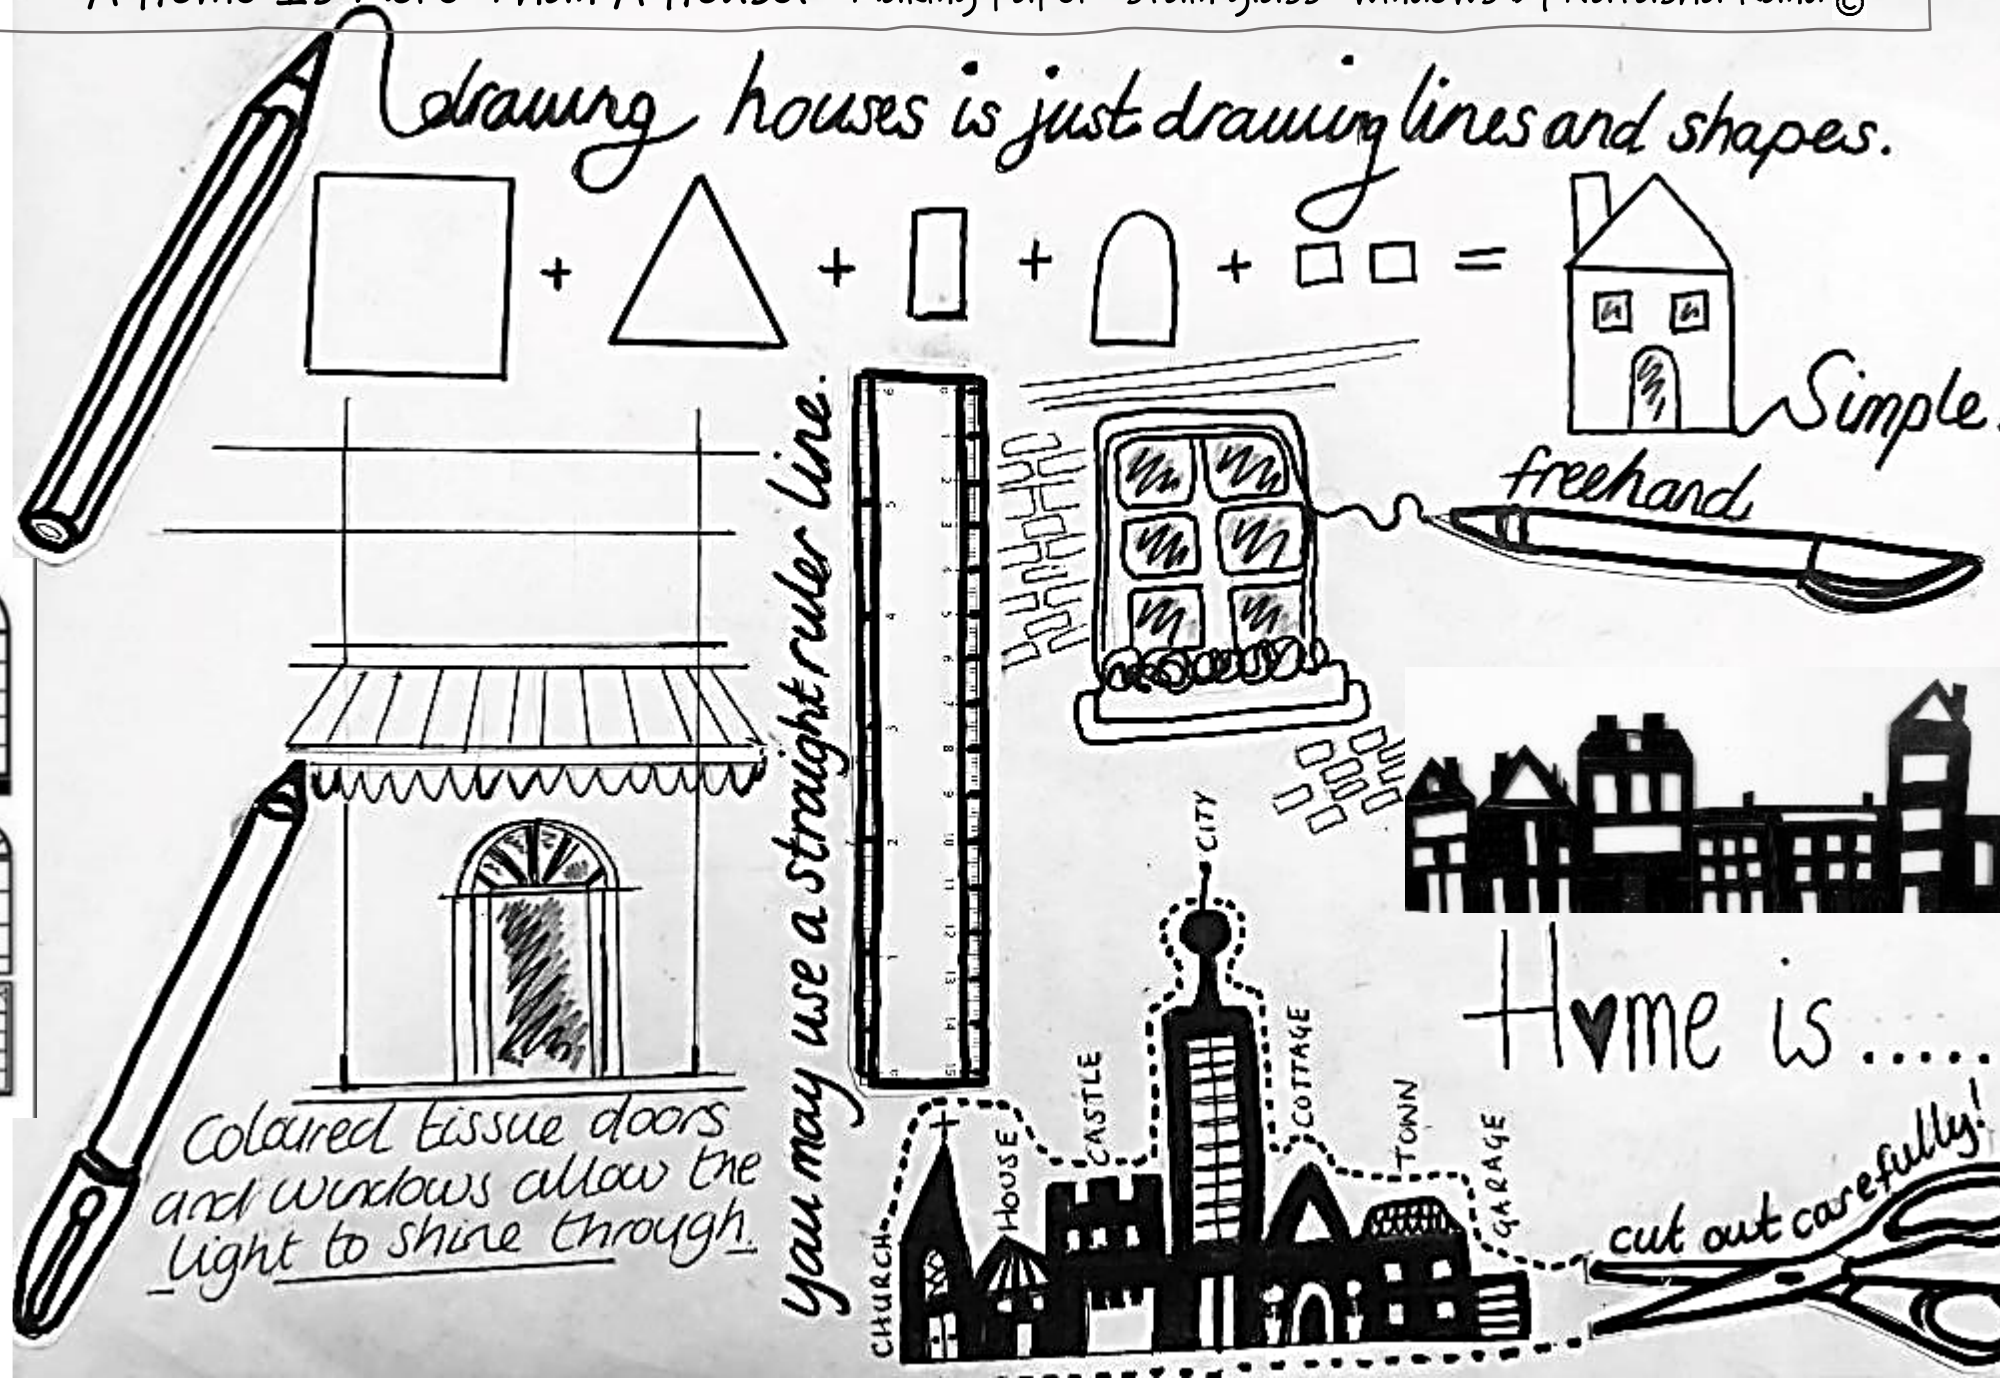 drawing houses is just drawing lines and shapes.
+ + + + =
Simple.
freehand
you may use a straight ruler line.
CITY
Home is.....
COTTAGE
CASTLE
TOWN
HOUSE
GARAGE
CHURCH
Coloured tissue doors
and windows allow the
light to shine through.
cut out carefully!